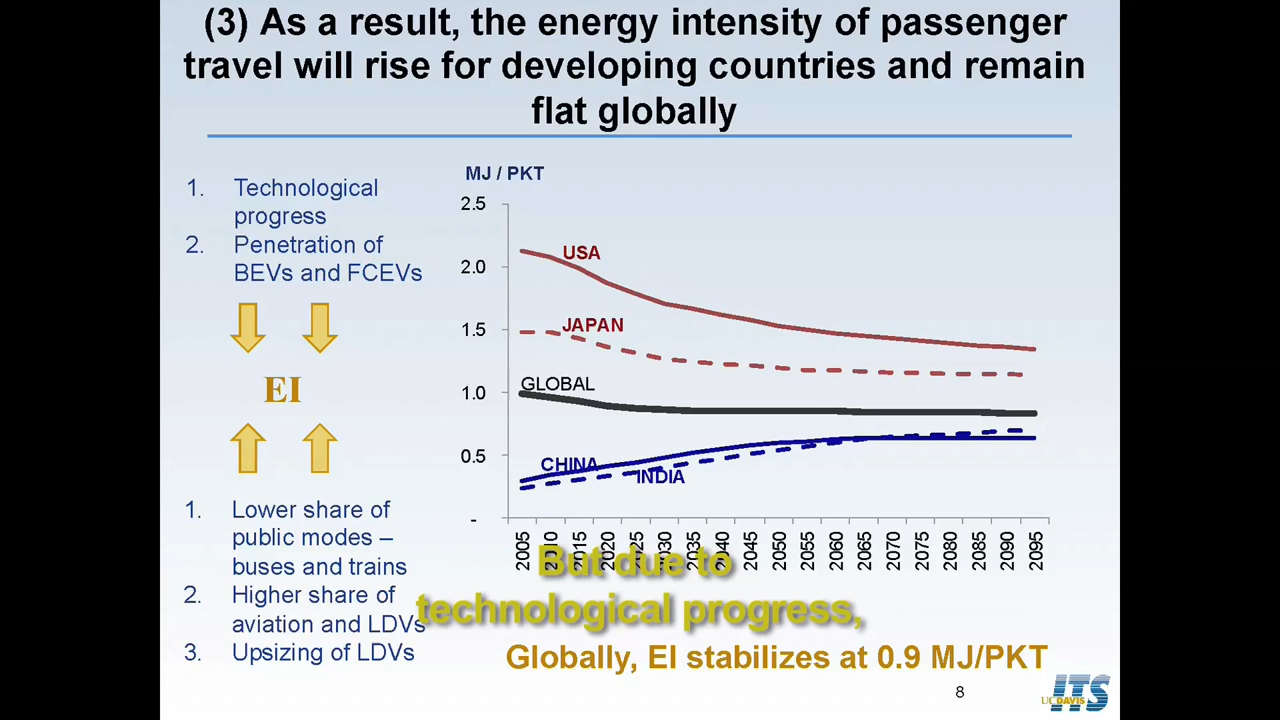 (3) As a result, the energy intensity of passenger
travel will rise for developing countries and remain
flat globally
1. Technological
progress
2. Penetration of
BEVs and FCEVs
EI
1. Lower share of
public modes –
buses and trains
2. Higher share of
aviation and LDVs
3. Upsizing of LDVs
MJ / PKT
2.5
2.0
1.5
1.0
0.5
-
USA
JAPAN
GLOBAL
CHINA
INDIA
2005 2010 2015 2020 2025 2030 2035 2040 2045 2050 2055 2060 2065 2070 2075 2080 2085 2090 2095
But due to
technological progress,
Globally, EI stabilizes at 0.9 MJ/PKT
8
UC DAVIS ITS